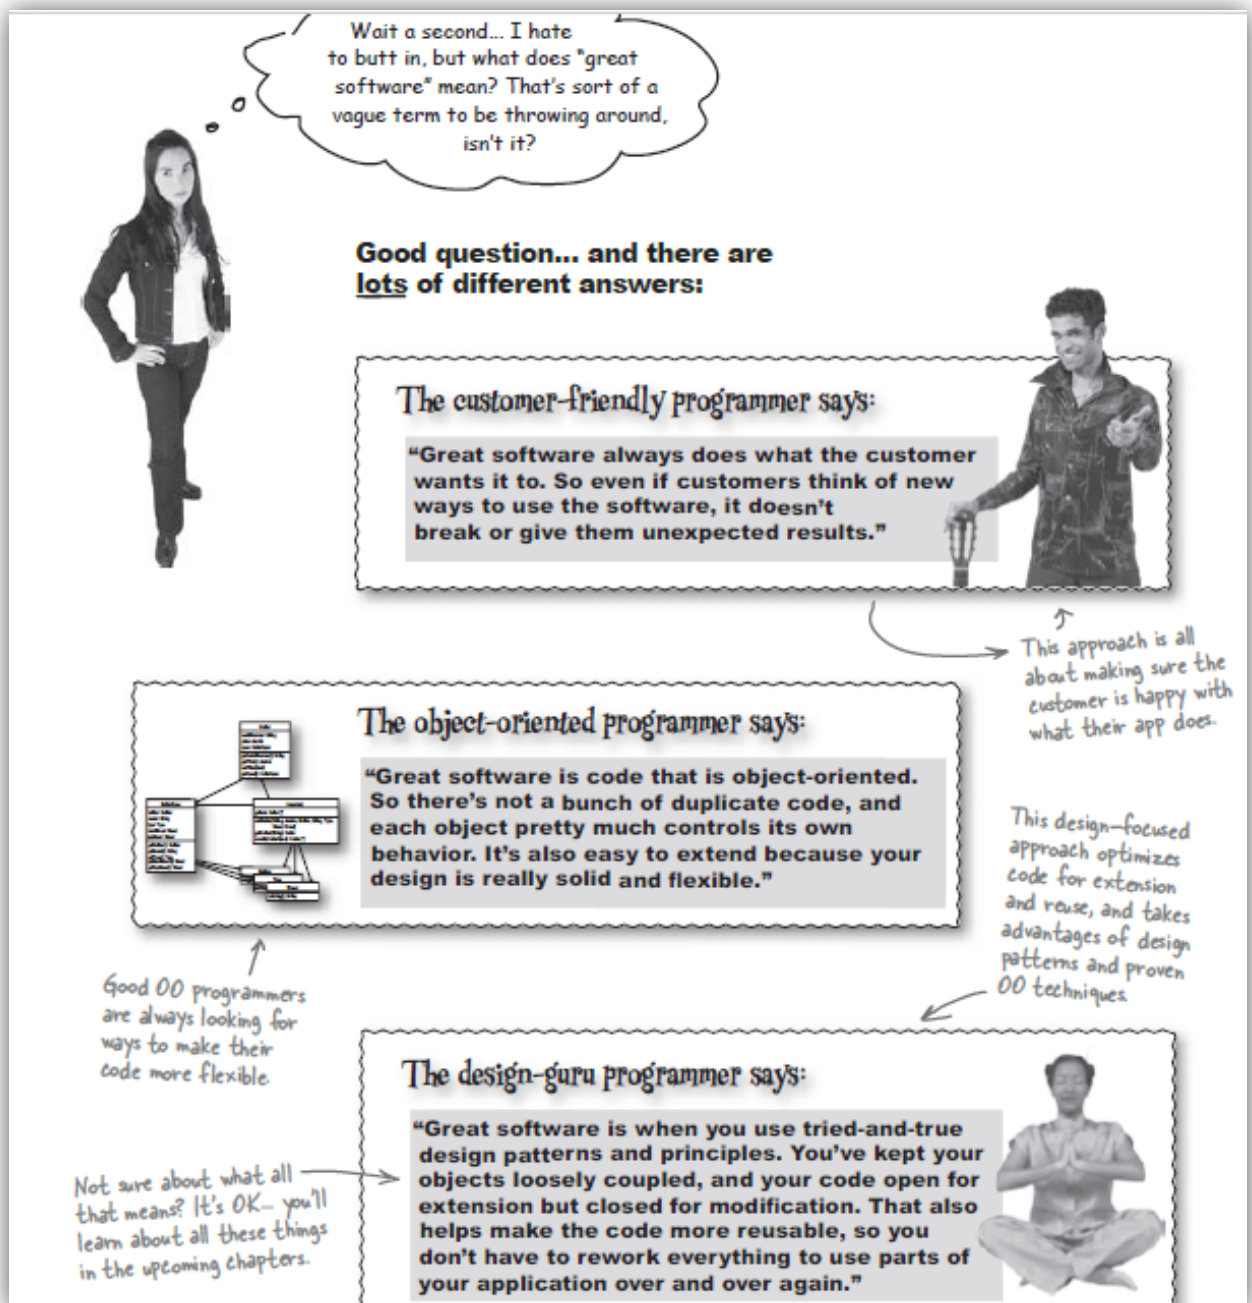 Wait a second... I hate
to butt in, but what does "great
software" mean? That's sort of a
vague term to be throwing around,
isn't it?
Good question... and there are
lots of different answers:
The customer-friendly programmer says:
“Great software always does what the customer
wants it to. So even if customers think of new
ways to use the software, it doesn’t
break or give them unexpected results.”
This approach is all
about making sure the
customer is happy with
what their app does.
The object-oriented programmer says:
“Great software is code that is object-oriented.
So there’s not a bunch of duplicate code, and
each object pretty much controls its own
behavior. It’s also easy to extend because your
design is really solid and flexible.”
Good OO programmers
are always looking for
ways to make their
code more flexible.
This design-focused
approach optimizes
code for extension
and reuse, and takes
advantages of design
patterns and proven
OO techniques.
The design-guru programmer says:
“Great software is when you use tried-and-true
design patterns and principles. You’ve kept your
objects loosely coupled, and your code open for
extension but closed for modification. That also
helps make the code more reusable, so you
don’t have to rework everything to use parts of
your application over and over again.”
Not sure about what all
that means? It's OK... you'll
learn about all these things
in the upcoming chapters.